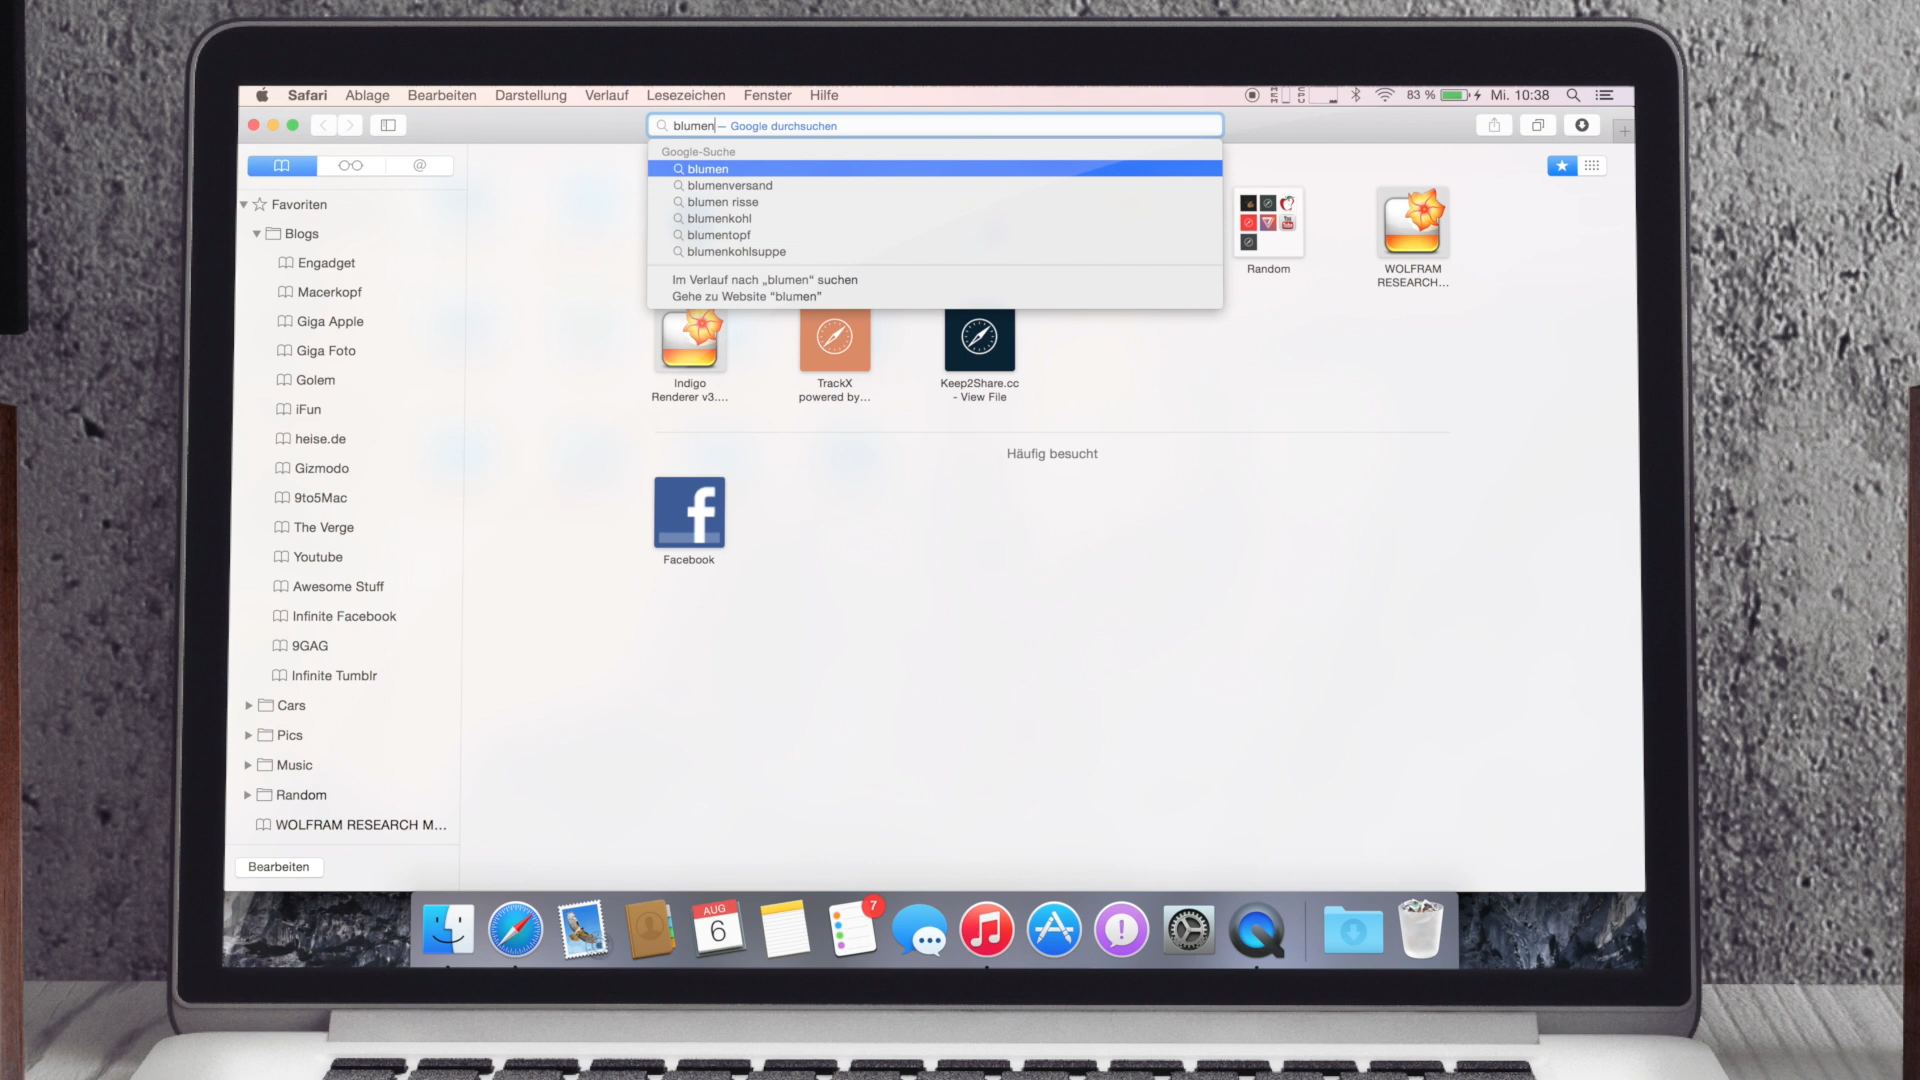 Safari Ablage Bearbeiten Darstellung Verlauf Lesezeichen Fenster Hilfe
83 % Mi. 10:38
blumen — Google durchsuchen
Google-Suche
blumen
blumenversand
blumen risse
blumenkohl
blumentopf
blumenkohlsuppe
Im Verlauf nach „blumen“ suchen
Gehe zu Website “blumen”
@
Favoriten
Blogs
Engadget
Macerkopf
Giga Apple
Giga Foto
Golem
iFun
heise.de
Gizmodo
9to5Mac
The Verge
Youtube
Awesome Stuff
Infinite Facebook
9GAG
Infinite Tumblr
Cars
Pics
Music
Random
WOLFRAM RESEARCH M...
Bearbeiten
Random
WOLFRAM
RESEARCH...
Indigo
Renderer v3....
TrackX
powered by...
Keep2Share.cc
- View File
Häufig besucht
f
Facebook
AUG
6
7